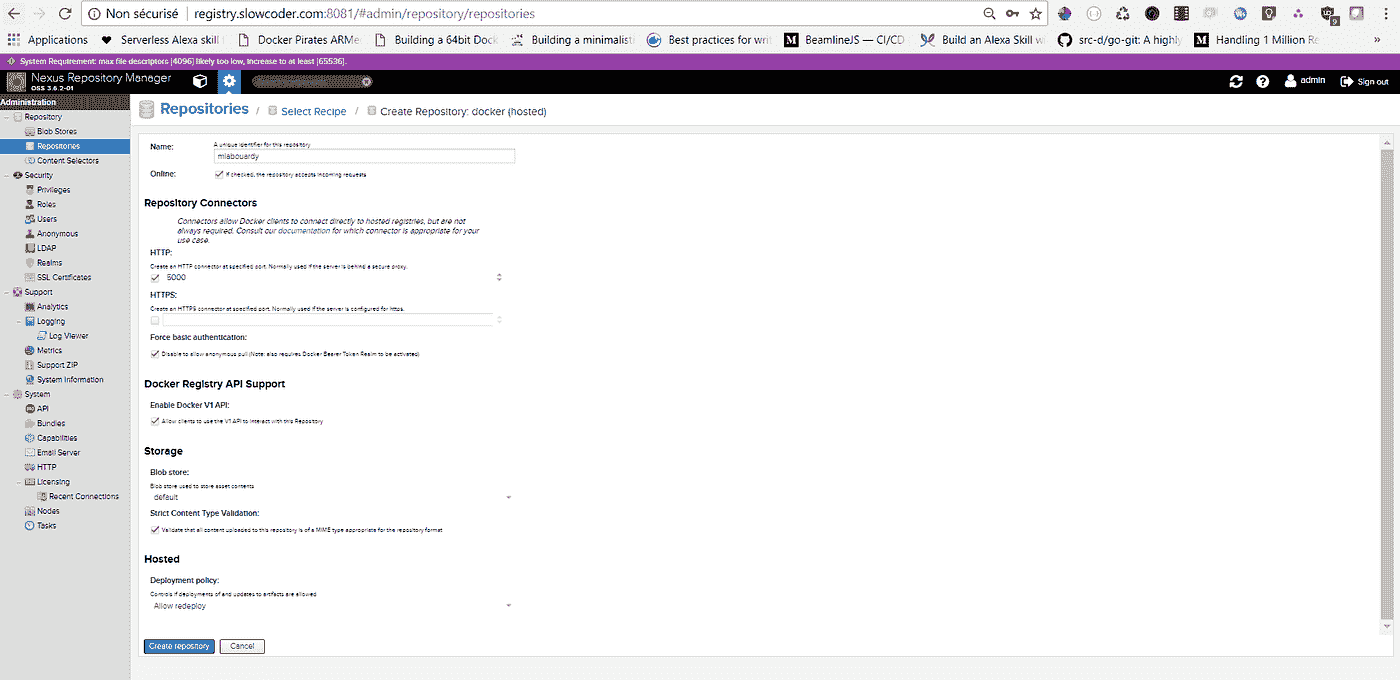 Non sécurisé registry.slowcoder.com:8081/#admin/repository/repositories
Applications Serverless Alexa skill Docker Pirates ARMe Building a 64bit Dock Building a minimalist Best practices for wri BeamlineJS — CI/CD Build an Alexa Skill w src-d/go-git: A highly Handling 1 Million Re »
System Requirement: max file descriptors [4096] likely too low, increase to at least [65536].
Nexus Repository Manager
OSS 3.6.2-01
admin Sign out
Administration
Repository
Blob Stores
Repositories
Content Selectors
Security
Privileges
Roles
Users
Anonymous
LDAP
Realms
SSL Certificates
Support
Analytics
Logging
Log Viewer
Metrics
Support ZIP
System Information
System
API
Bundles
Capabilities
Email Server
HTTP
Licensing
Recent Connections
Nodes
Tasks
Repositories / Select Recipe / Create Repository: docker (hosted)
Name:
A unique identifier for this repository
mlabouardy
Online:
If checked, the repository accepts incoming requests
Repository Connectors
Connectors allow Docker clients to connect directly to hosted registries, but are not
always required. Consult our documentation for which connector is appropriate for your
use case.
HTTP:
Create an HTTP connector at specified port. Normally used if the server is behind a secure proxy.
5000
HTTPS:
Create an HTTPS connector at specified port. Normally used if the server is configured for https.
Force basic authentication:
Disable to allow anonymous pull (Note: also requires Docker Bearer Token Realm to be activated)
Docker Registry API Support
Enable Docker V1 API:
Allow clients to use the V1 API to interact with this Repository
Storage
Blob store:
Blob store used to store asset contents
default
Strict Content Type Validation:
Validate that all content uploaded to this repository is of a MIME type appropriate for the repository format
Hosted
Deployment policy:
Controls if deployments of and updates to artifacts are allowed
Allow redeploy
Create repository Cancel